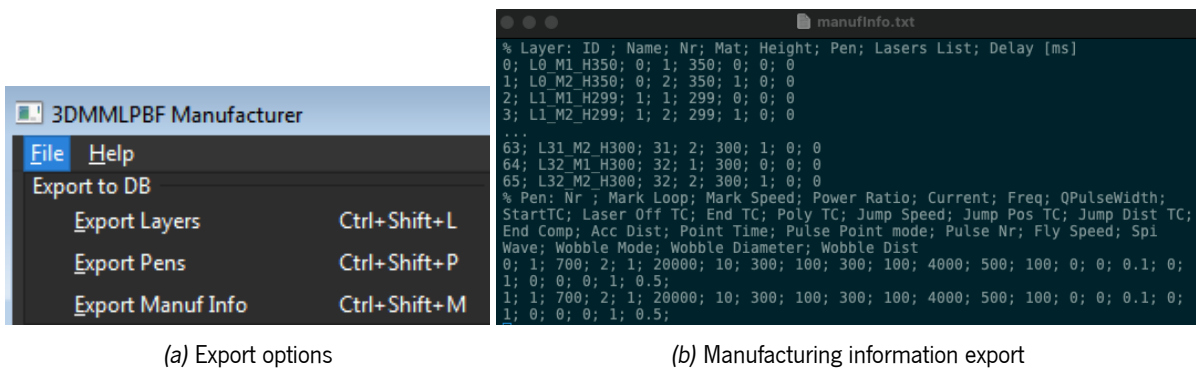 3DMMLPBF Manufacturer
File Help
Export to DB
Export Layers Ctrl+Shift+L
Export Pens Ctrl+Shift+P
Export Manuf Info Ctrl+Shift+M
(a) Export options
manufInfo.txt
% Layer: ID ; Name; Nr; Mat; Height; Pen; Lasers List; Delay [ms]
0; L0_M1_H350; 0; 1; 350; 0; 0; 0
1; L0_M2_H350; 0; 2; 350; 1; 0; 0
2; L1_M1_H299; 1; 1; 299; 0; 0; 0
3; L1_M2_H299; 1; 2; 299; 1; 0; 0
...
63; L31_M2_H300; 31; 2; 300; 1; 0; 0
64; L32_M1_H300; 32; 1; 300; 0; 0; 0
65; L32_M2_H300; 32; 2; 300; 1; 0; 0
% Pen: Nr ; Mark Loop; Mark Speed; Power Ratio; Current; Freq; QPulseWidth;
StartTC; Laser Off TC; End TC; Poly TC; Jump Speed; Jump Pos TC; Jump Dist TC;
End Comp; Acc Dist; Point Time; Pulse Point mode; Pulse Nr; Fly Speed; Spi
Wave; Wobble Mode; Wobble Diameter; Wobble Dist
0; 1; 700; 2; 1; 20000; 10; 300; 100; 300; 100; 4000; 500; 100; 0; 0; 0.1; 0;
1; 0; 0; 0; 1; 0.5;
1; 1; 700; 2; 1; 20000; 10; 300; 100; 300; 100; 4000; 500; 100; 0; 0; 0.1; 0;
1; 0; 0; 0; 1; 0.5;
(b) Manufacturing information export